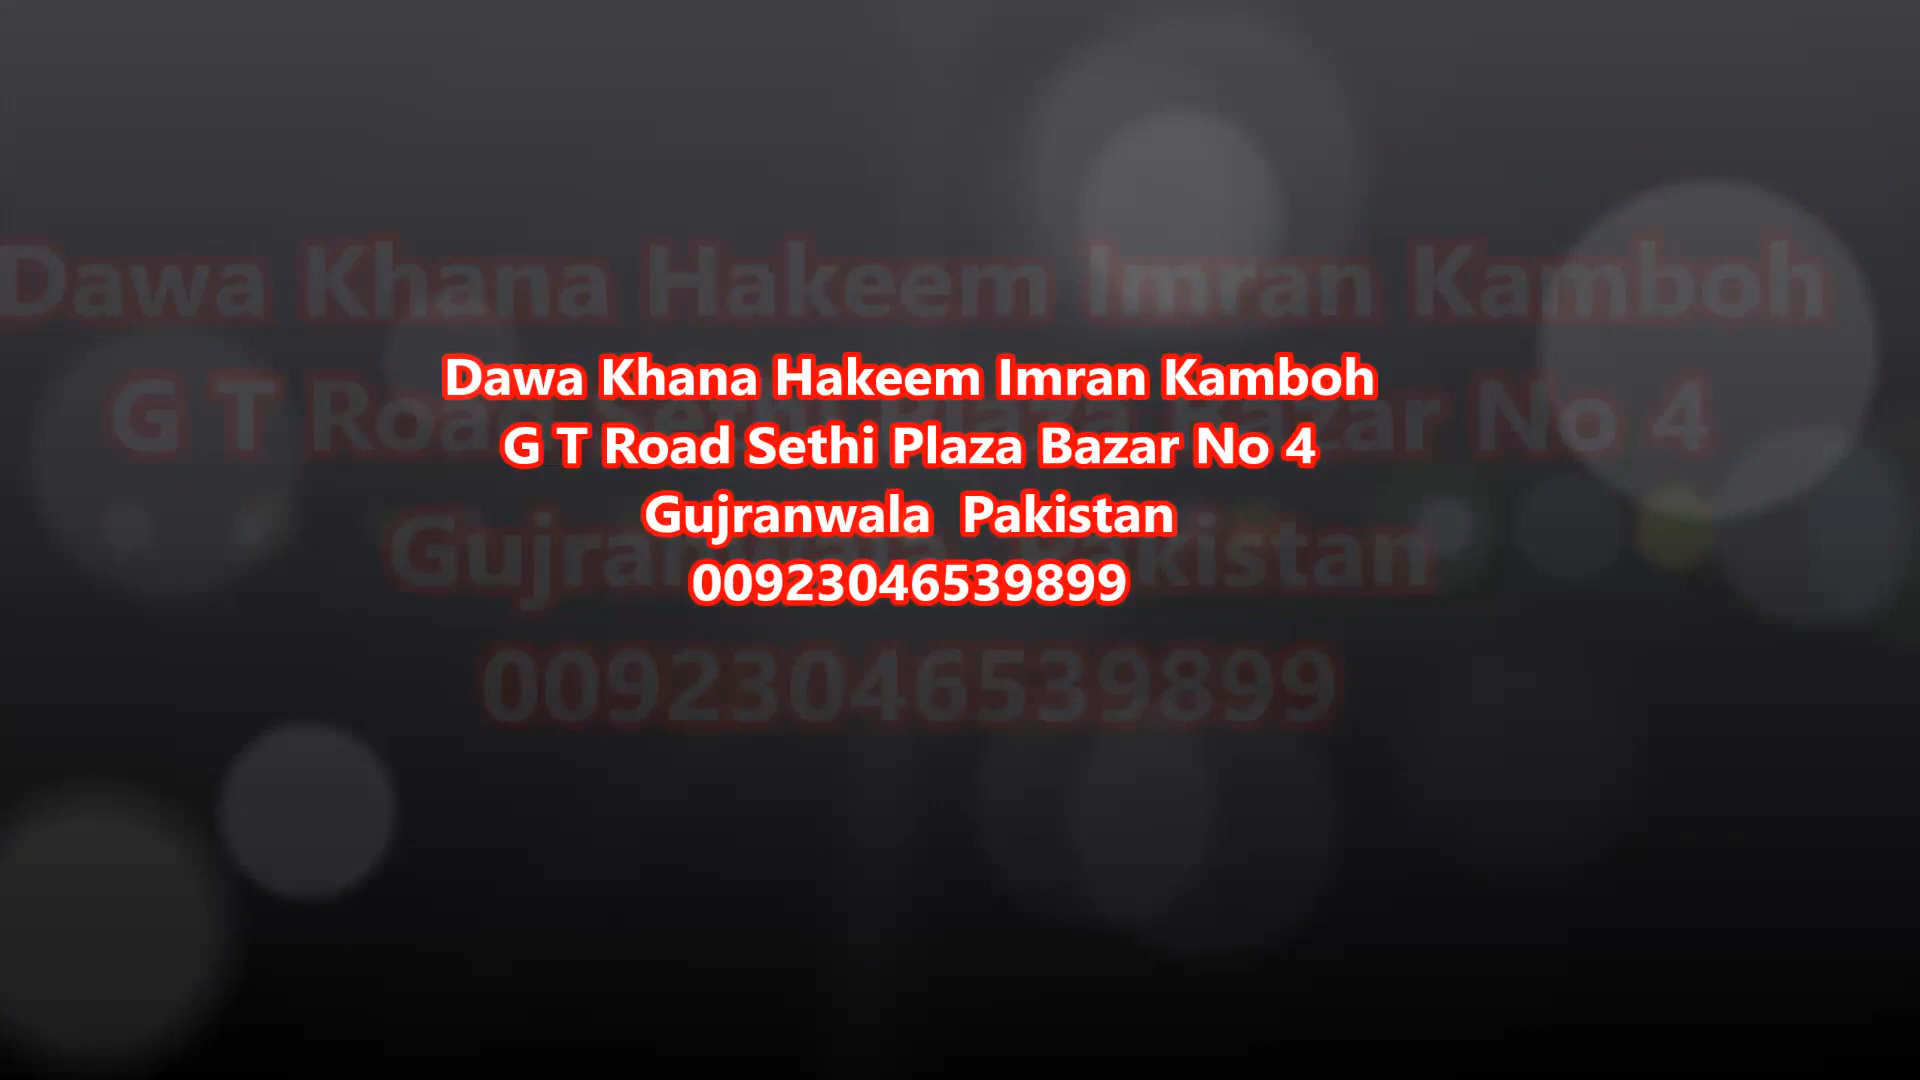 Dawa Khana Hakeem Imran Kamboh
G T Road Sethi Plaza Bazar No 4
Gujranwala  Pakistan
00923046539899